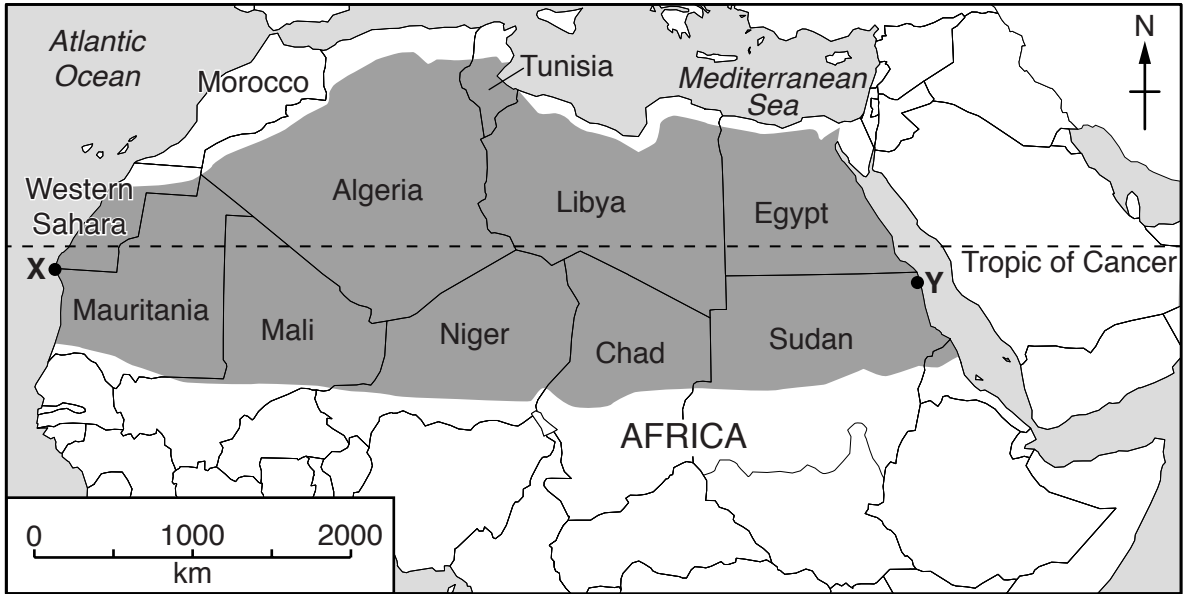 Atlantic
Ocean
N
Tunisia
Mediterranean
Sea
Morocco
Western
Sahara
Algeria
Libya
Egypt
X
Tropic of Cancer
Y
Mauritania
Mali
Niger
Chad
Sudan
AFRICA
0 1000 2000
km